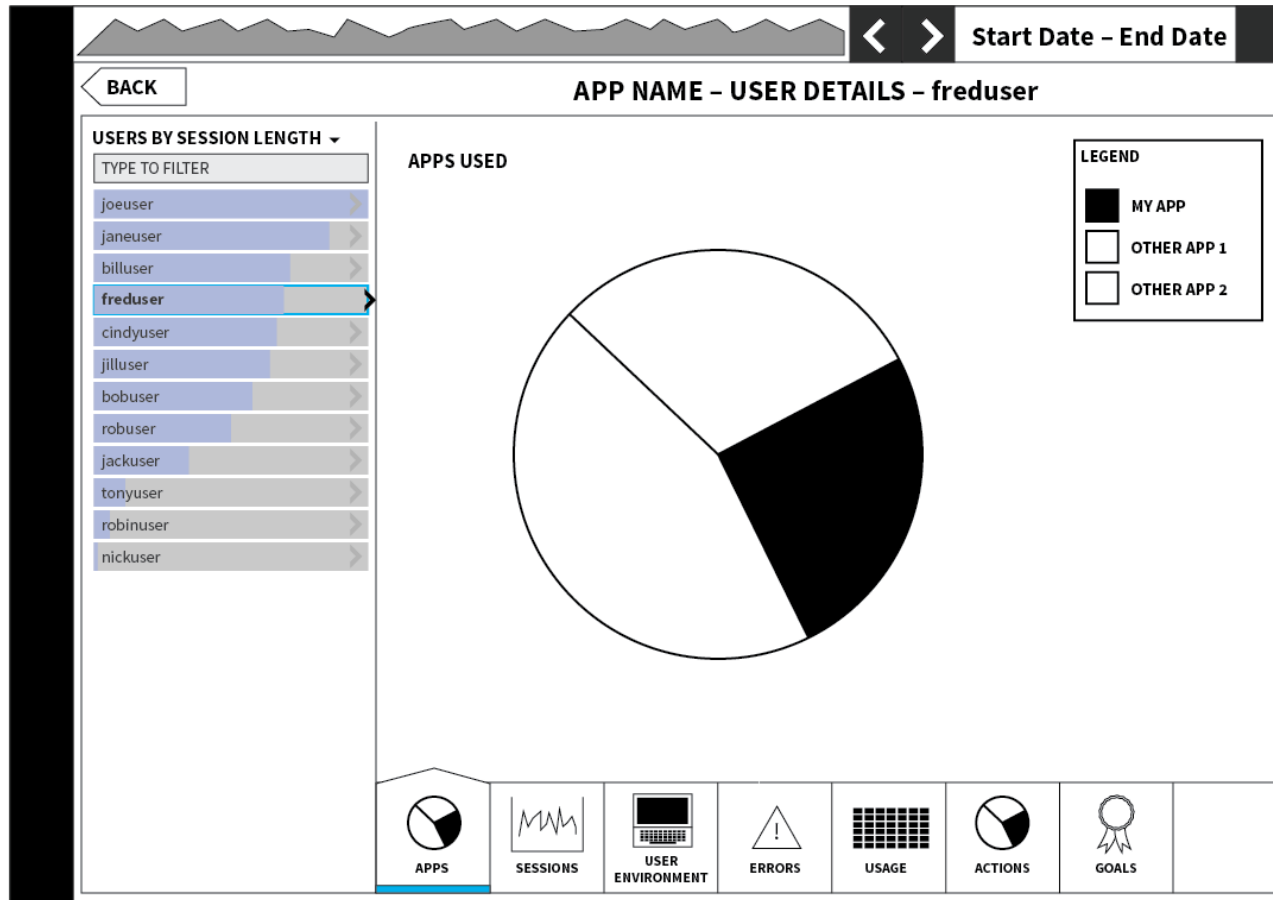 Start Date – End Date
BACK
APP NAME – USER DETAILS – freduser
USERS BY SESSION LENGTH
TYPE TO FILTER
joeuser
janeuser
billuser
freduser
cindyuser
jilluser
bobuser
robuser
jackuser
tonyuser
robinuser
nickuser
APPS USED
LEGEND
MY APP
OTHER APP 1
OTHER APP 2
APPS
SESSIONS
USER
ENVIRONMENT
ERRORS
USAGE
ACTIONS
GOALS